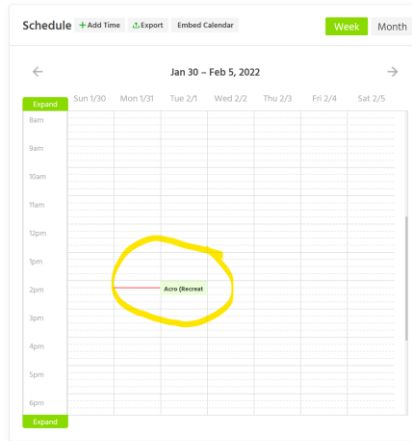 Schedule + Add Time Export Embed Calendar Week Month
← Jan 30 – Feb 5, 2022 →
Expand Sun 1/30 Mon 1/31 Tue 2/1 Wed 2/2 Thu 2/3 Fri 2/4 Sat 2/5
8am
9am
10am
11am
12pm
1pm
2pm Acro (Recreat
3pm
4pm
5pm
6pm
Expand